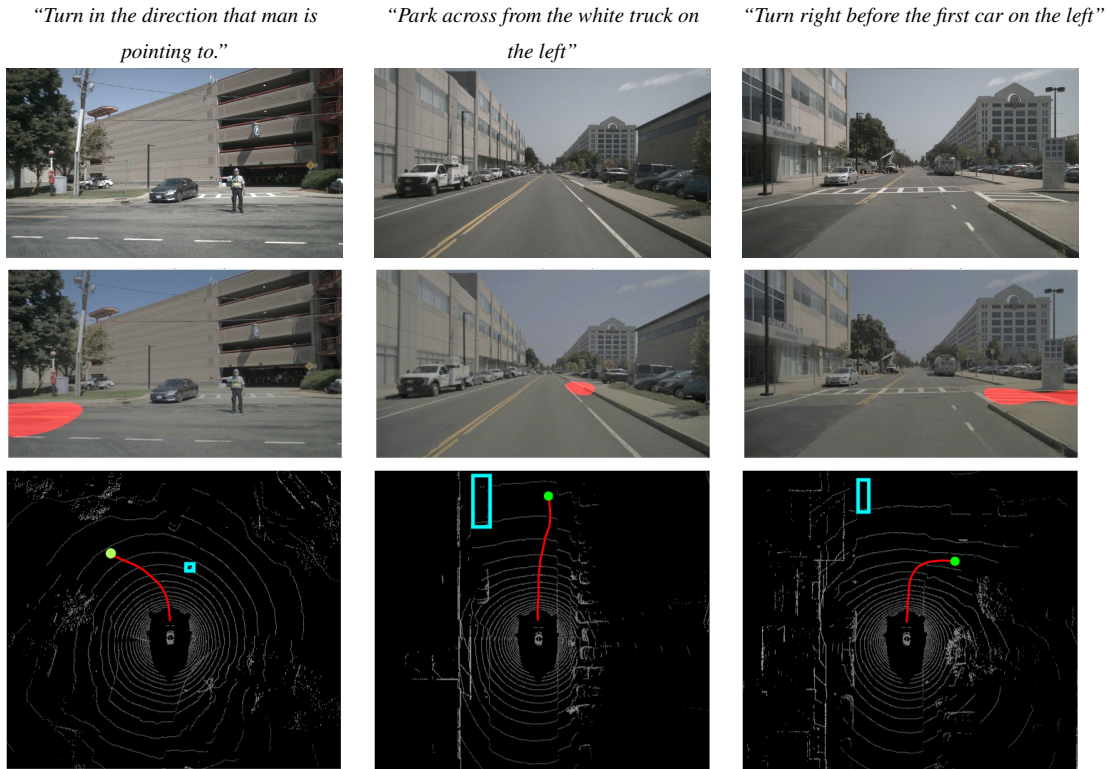 “Turn in the direction that man is
pointing to.”
“Park across from the white truck on
the left”
“Turn right before the first car on the left”